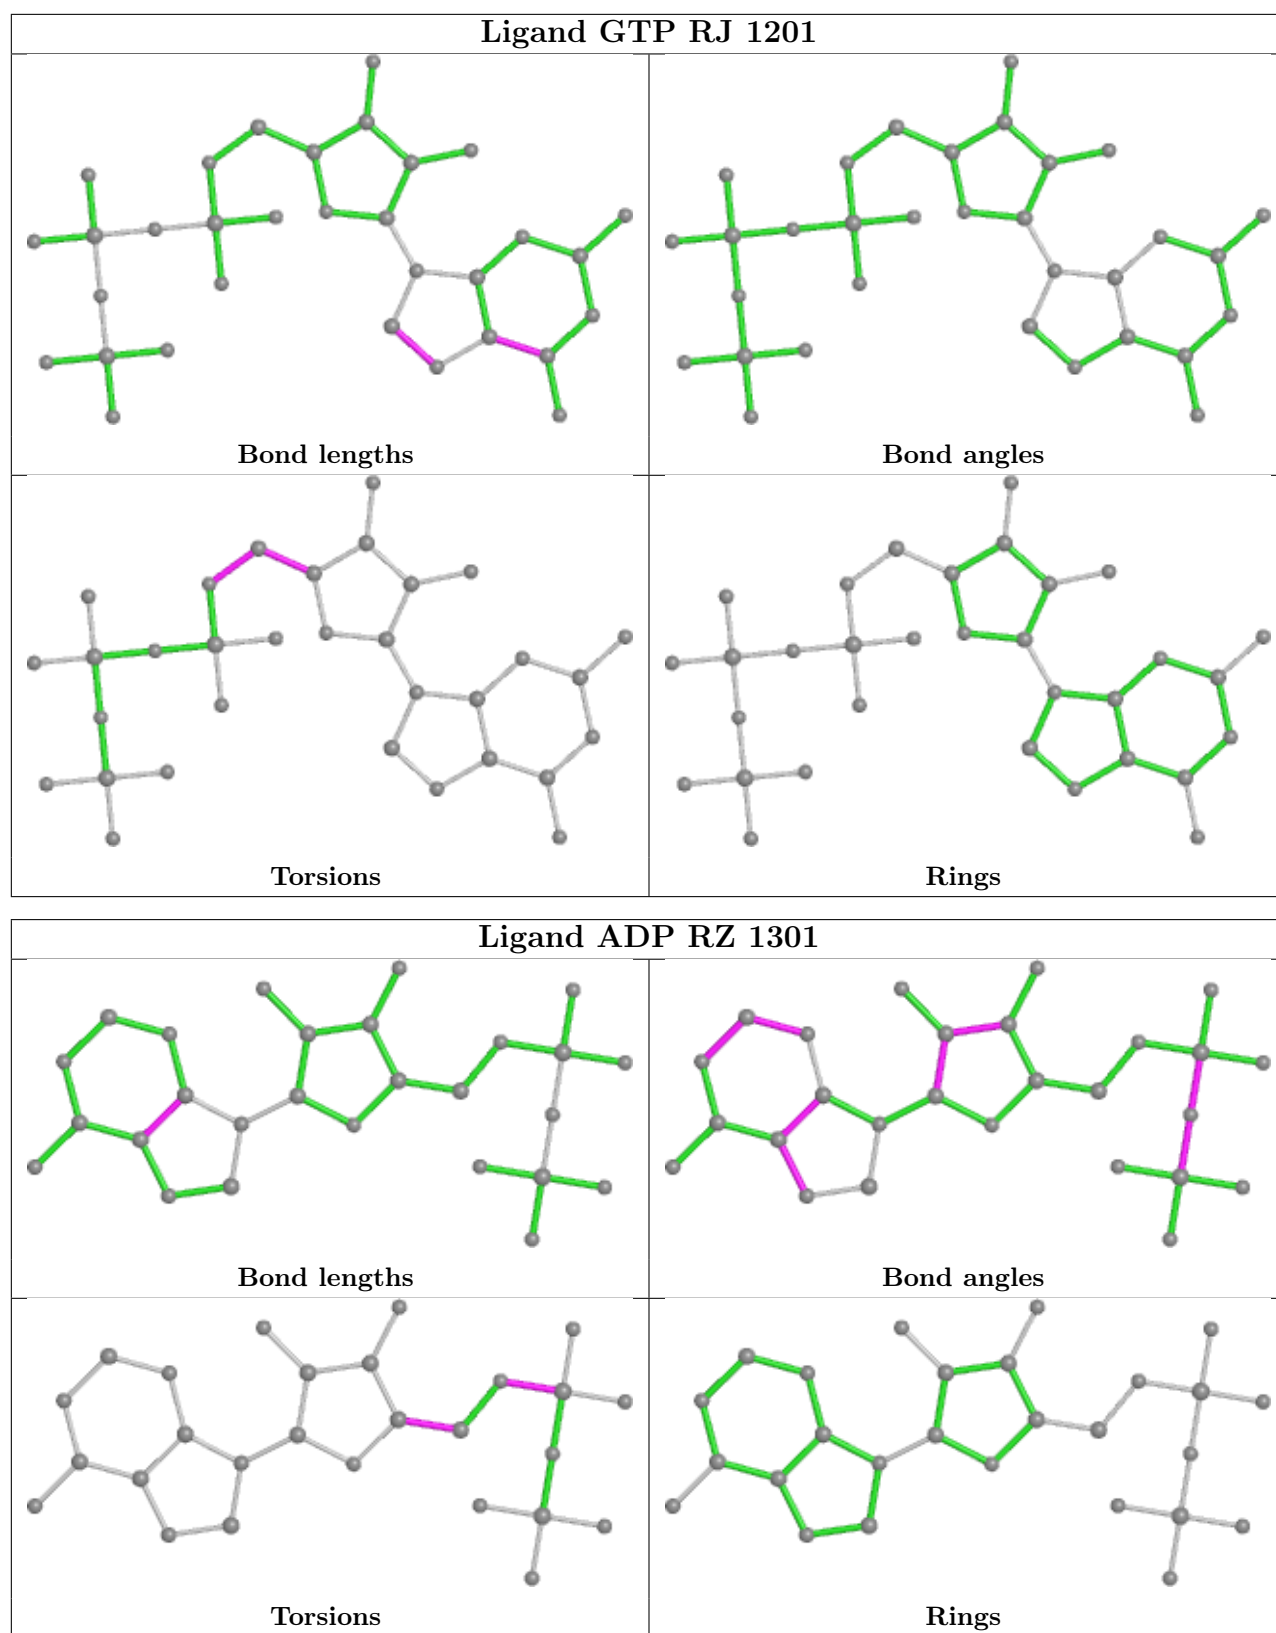 Ligand GTP RJ 1201
Bond lengths
Bond angles
Torsions
Rings
Ligand ADP RZ 1301
Bond lengths
Bond angles
Torsions
Rings